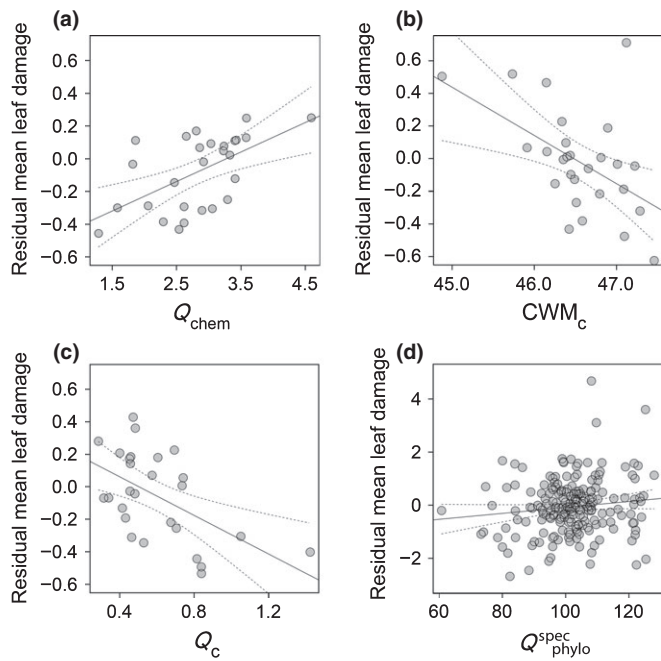 (a)
Residual mean leaf damage
0.6
0.4
0.2
0.0
−0.2
−0.4
−0.6
1.5 2.5 3.5 4.5
Qchem
(b)
Residual mean leaf damage
0.6
0.4
0.2
0.0
−0.2
−0.4
−0.6
45.0 46.0 47.0
CWMc
(c)
Residual mean leaf damage
0.6
0.4
0.2
0.0
−0.2
−0.4
−0.6
0.4 0.8 1.2
Qc
(d)
Residual mean leaf damage
4
2
0
−2
60 80 100 120
Qspecphylo